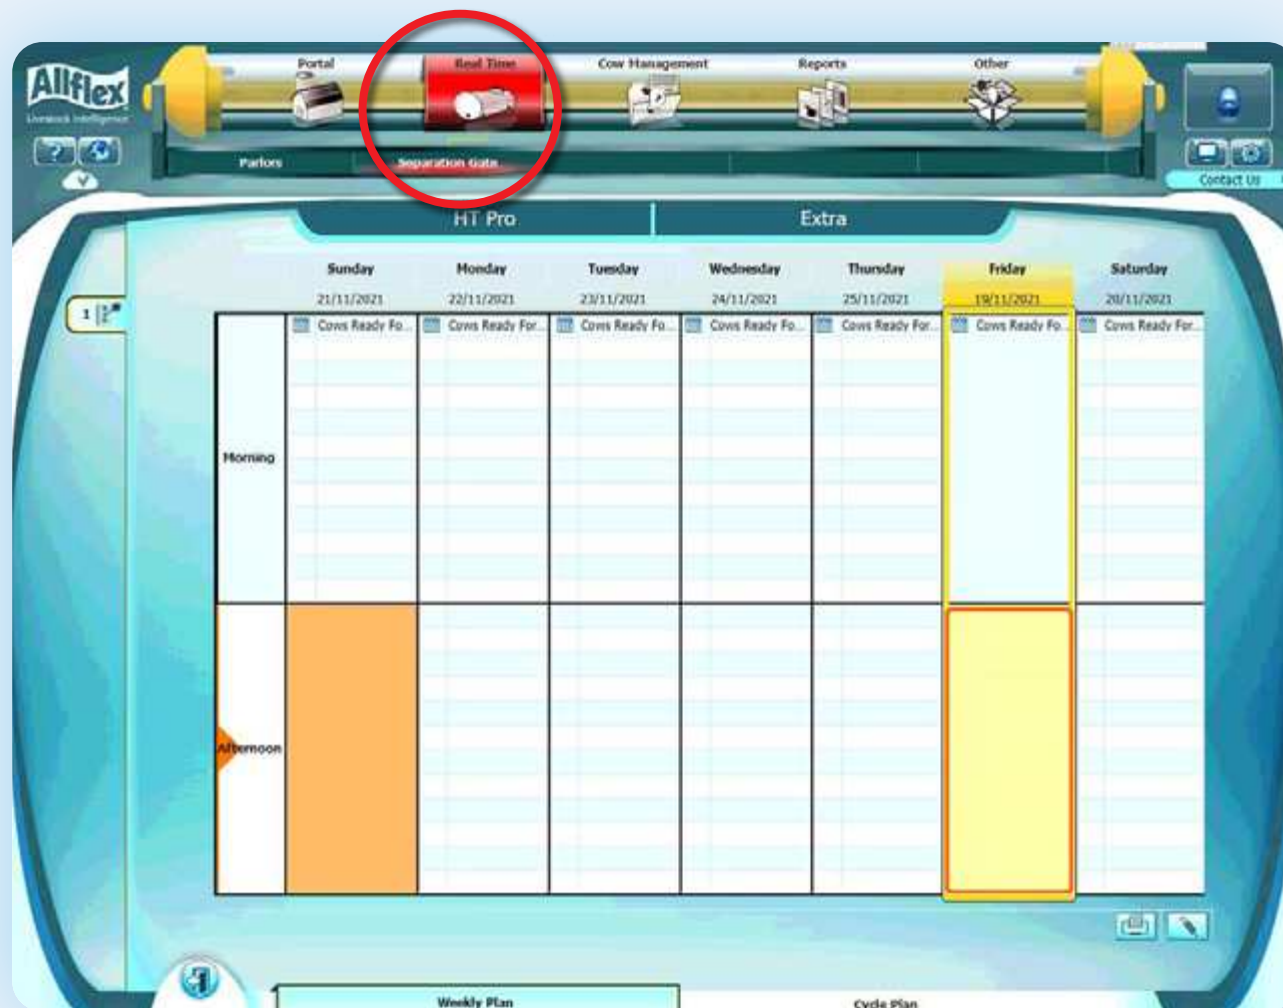 Allflex
Livestock Intelligence
Portal
Real Time
Cow Management
Reports
Other
Parlors
Separation Gate
Contact Us
HT Pro
Extra
Sunday Monday Tuesday Wednesday Thursday Friday Saturday
21/11/2021 22/11/2021 23/11/2021 24/11/2021 25/11/2021 19/11/2021 20/11/2021
1
Cows Ready Fo... Cows Ready For... Cows Ready Fo... Cows Ready Fo... Cows Ready For... Cows Ready Fo... Cows Ready For...
Morning
Afternoon
Weekly Plan
Cycle Plan